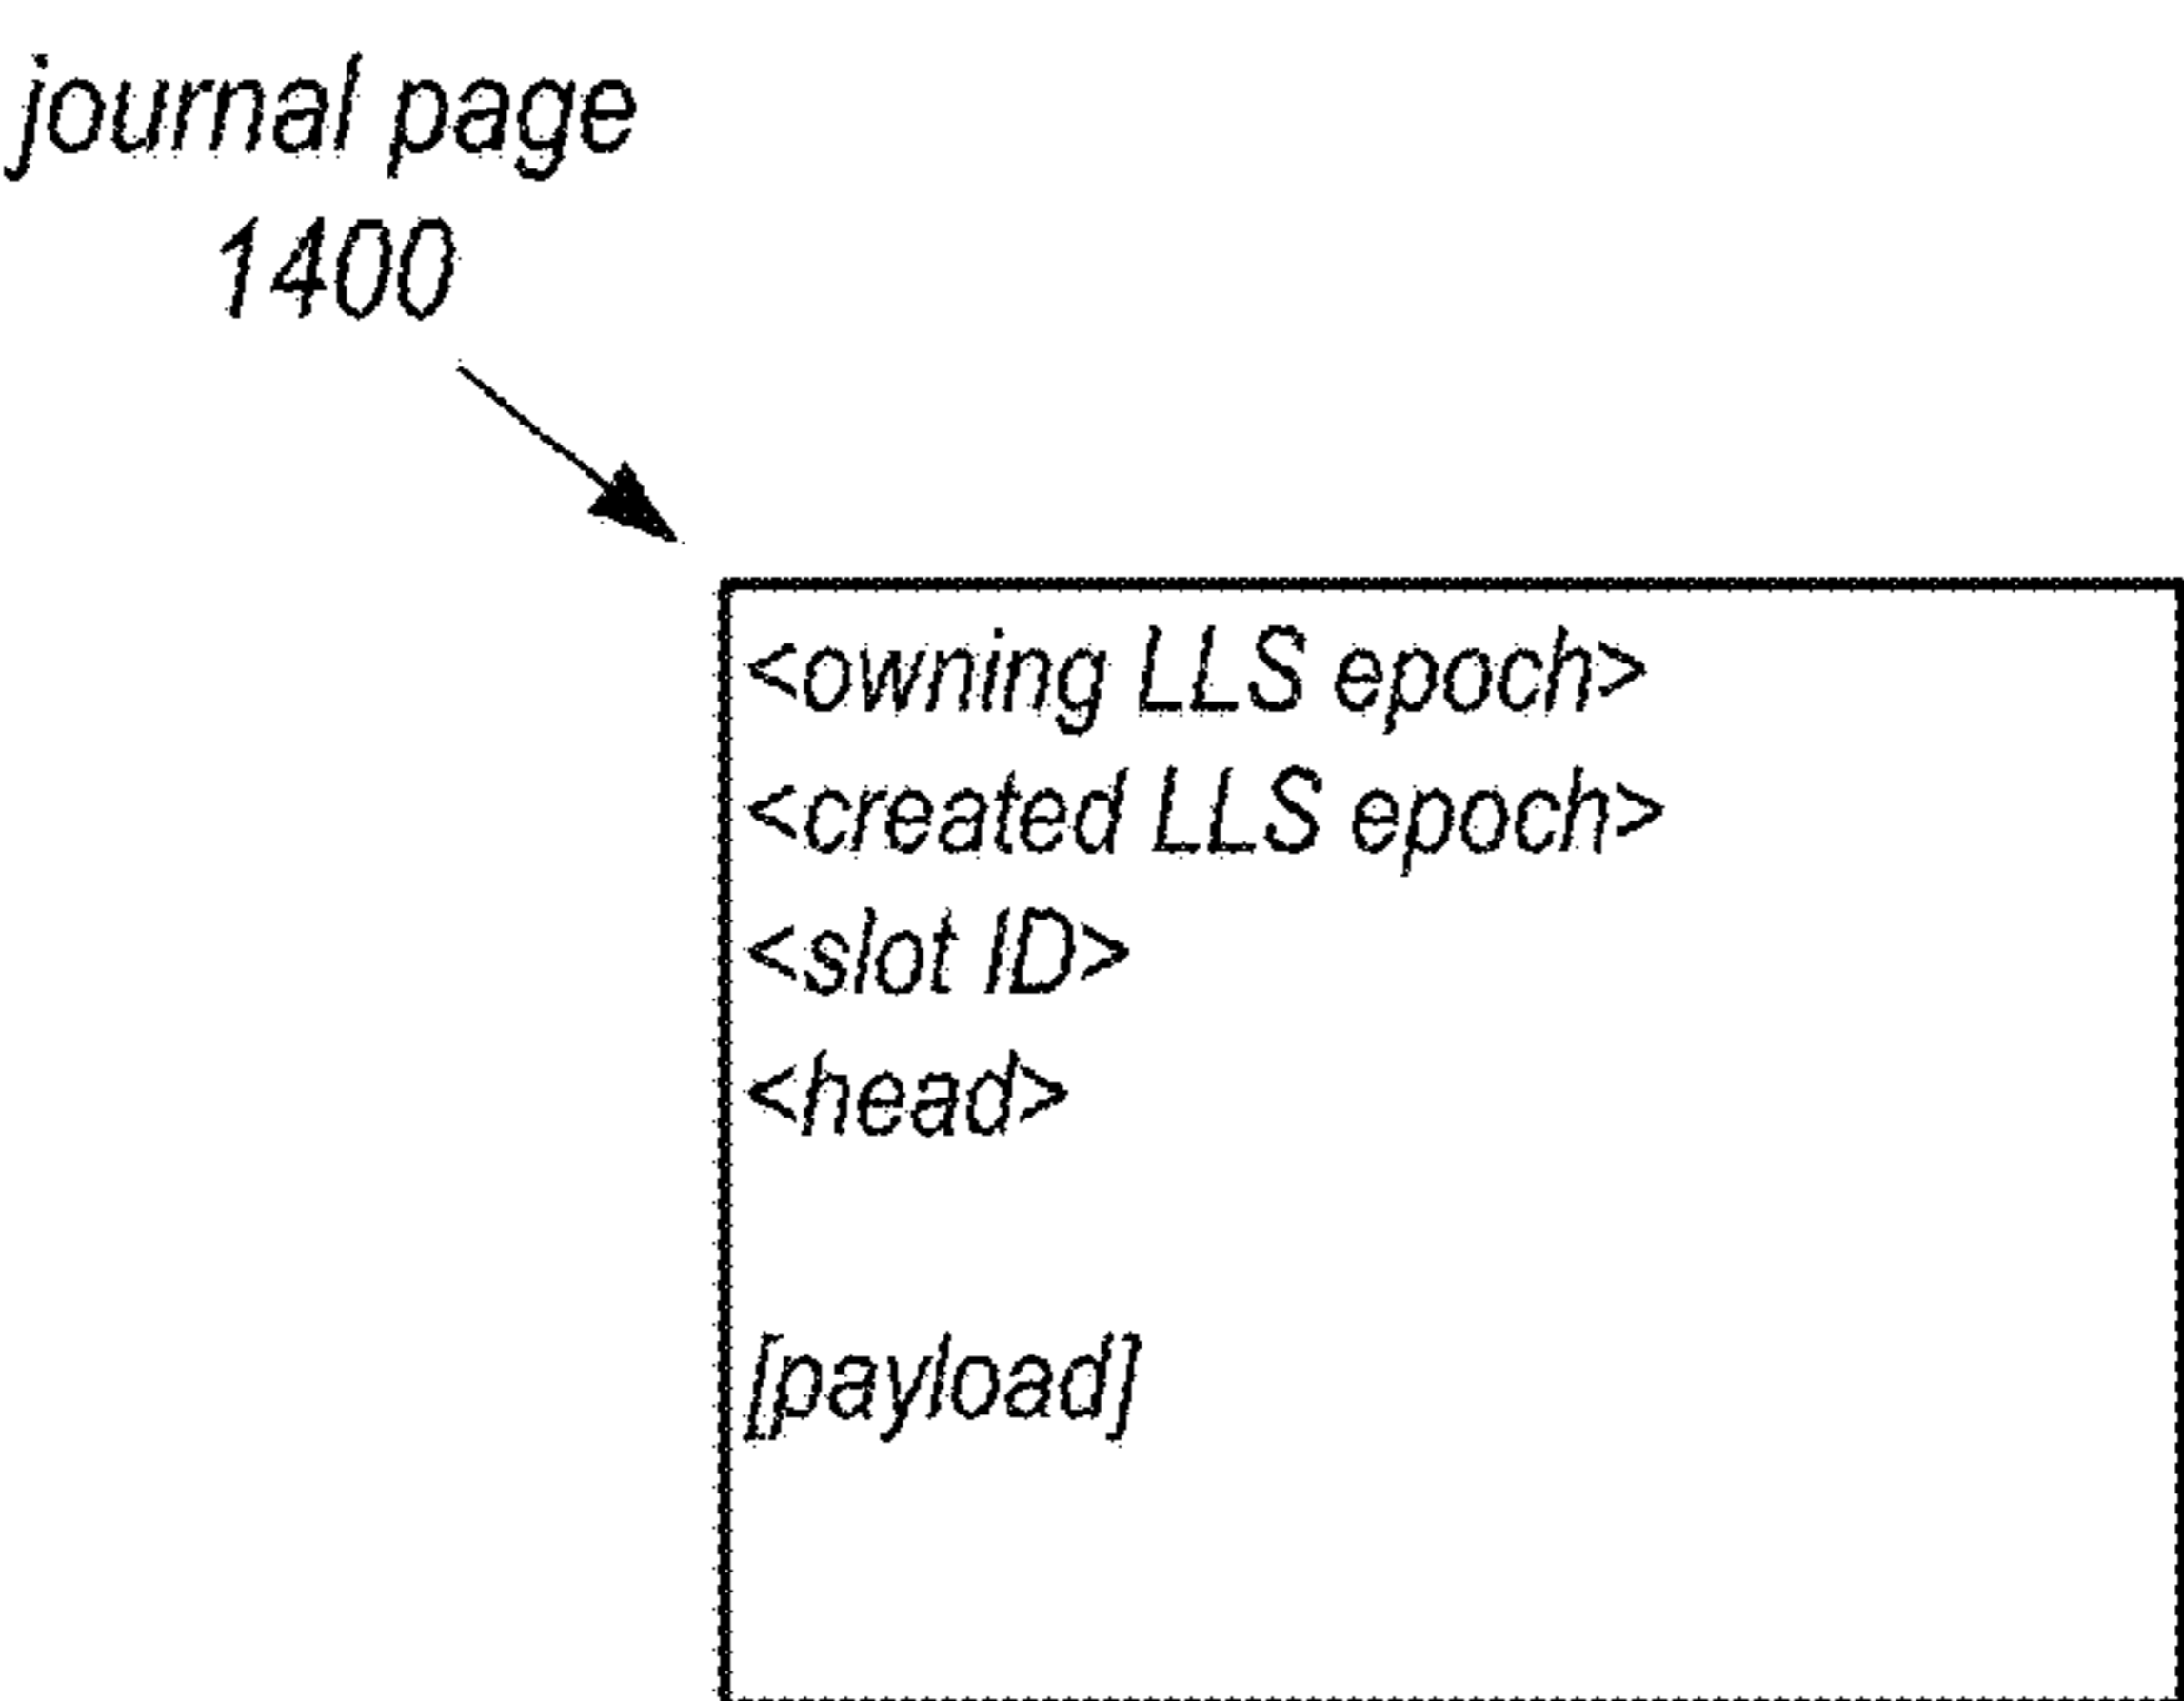 journal page
1400
<owning LLS epoch>
<created LLS epoch>
<slot ID>
<head>
[payload]